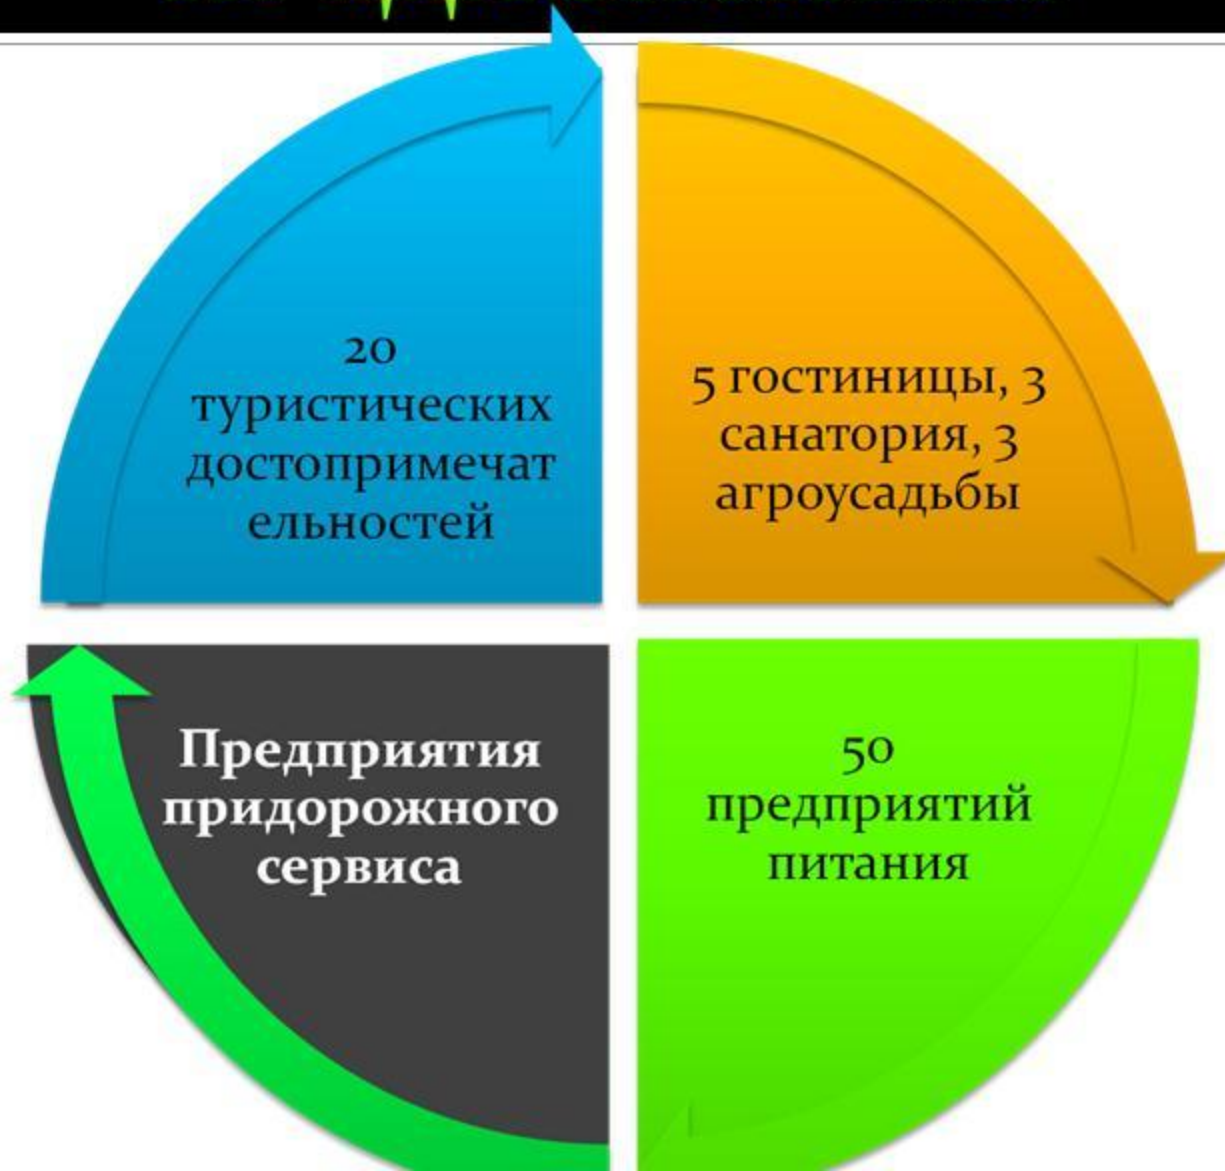 20
туристических
достопримечат
ельностей
5 гостиницы, 3
санатория, 3
агроусадьбы
Предприятия
придорожного
сервиса
50
предприятий
питания